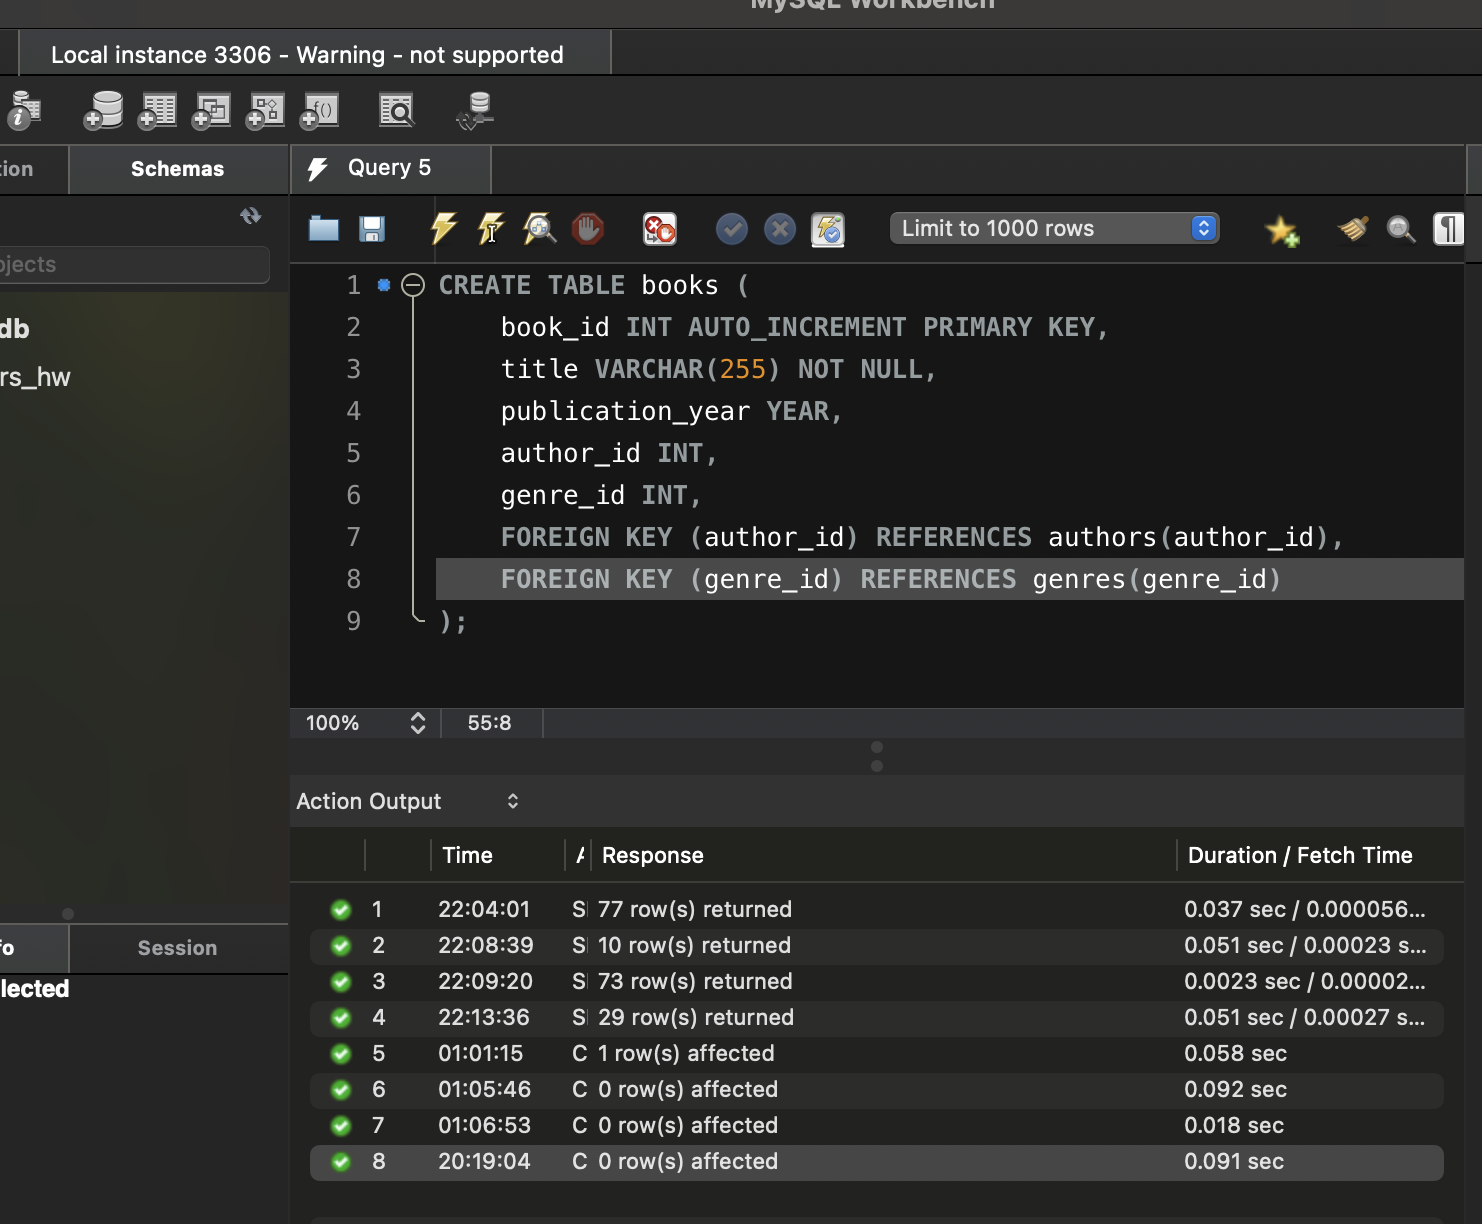 MySQL Workbench
Local instance 3306 - Warning - not supported
Schemas
Query 5
Limit to 1000 rows
db
rs_hw
1 CREATE TABLE books (
2 book_id INT AUTO_INCREMENT PRIMARY KEY,
3 title VARCHAR(255) NOT NULL,
4 publication_year YEAR,
5 author_id INT,
6 genre_id INT,
7 FOREIGN KEY (author_id) REFERENCES authors(author_id),
8 FOREIGN KEY (genre_id) REFERENCES genres(genre_id)
9 );
100% 55:8
Action Output
Time Response Duration / Fetch Time
1 22:04:01 77 row(s) returned 0.037 sec / 0.000056...
2 22:08:39 10 row(s) returned 0.051 sec / 0.00023 s...
3 22:09:20 73 row(s) returned 0.0023 sec / 0.00002...
4 22:13:36 29 row(s) returned 0.051 sec / 0.00027 s...
5 01:01:15 C 1 row(s) affected 0.058 sec
6 01:05:46 C 0 row(s) affected 0.092 sec
7 01:06:53 C 0 row(s) affected 0.018 sec
8 20:19:04 C 0 row(s) affected 0.091 sec
Session
lected